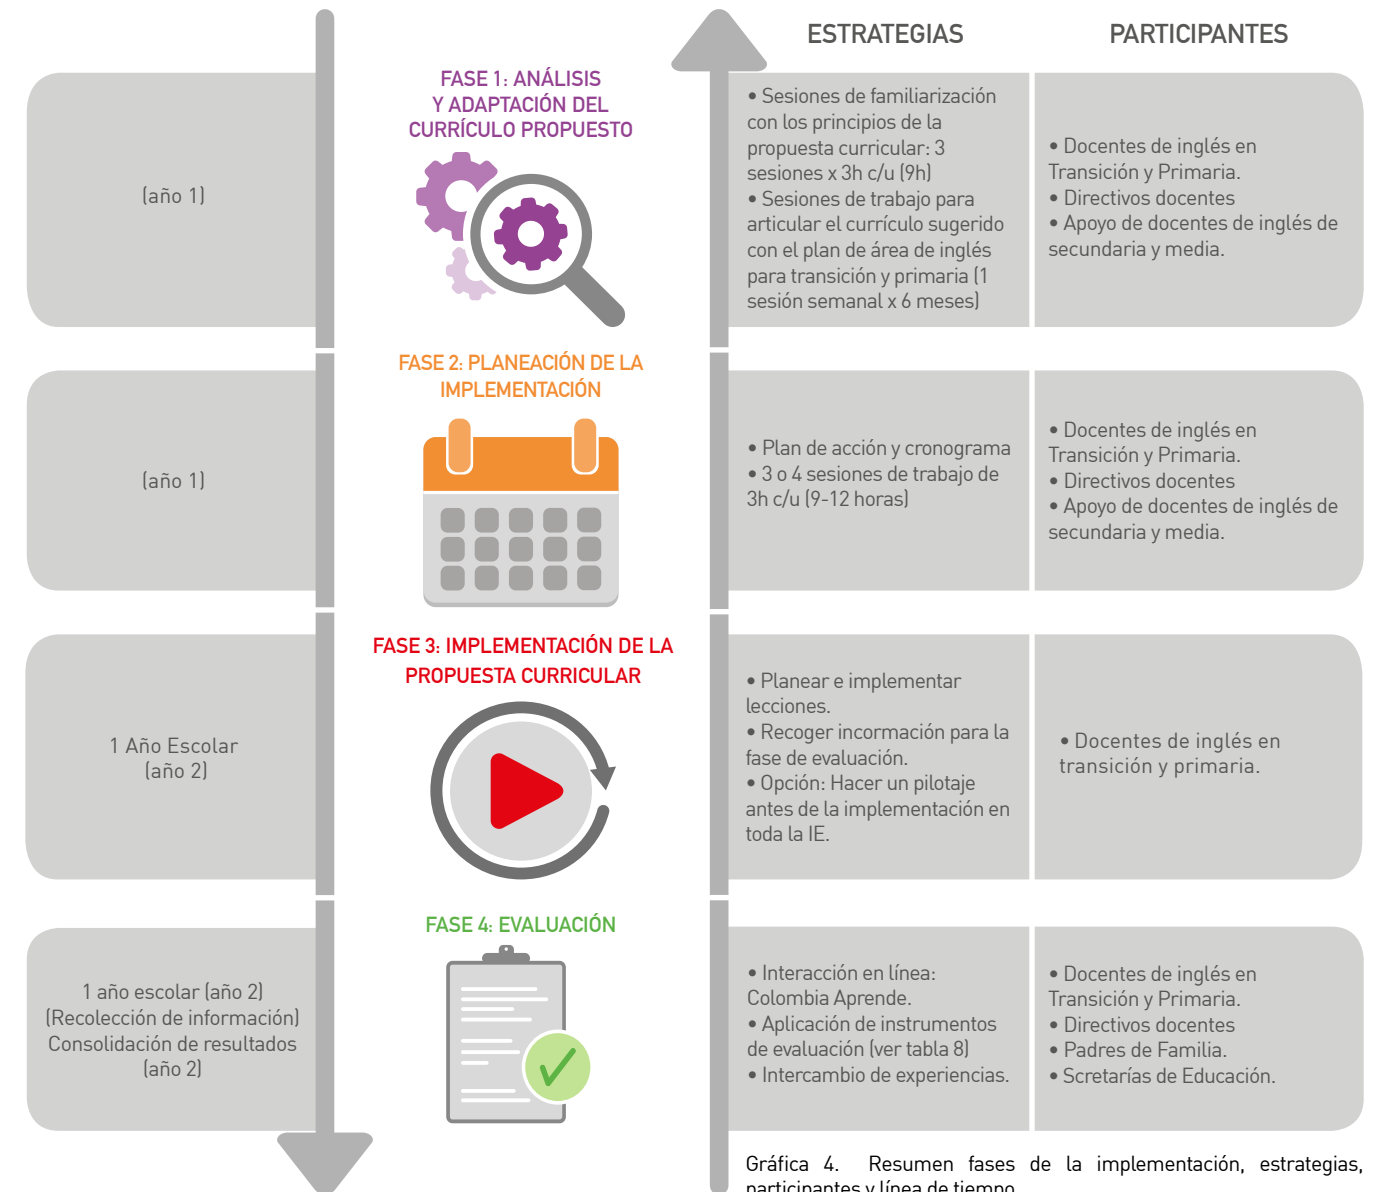 ESTRATEGIAS
PARTICIPANTES
(año 1)
FASE 1: ANÁLISIS
Y ADAPTACIÓN DEL
CURRÍCULO PROPUESTO
• Sesiones de familiarización
con los principios de la
propuesta curricular: 3
sesiones x 3h c/u (9h)
• Sesiones de trabajo para
articular el currículo sugerido
con el plan de área de inglés
para transición y primaria (1
sesión semanal x 6 meses)
• Docentes de inglés en
Transición y Primaria.
• Directivos docentes
• Apoyo de docentes de inglés de
secundaria y media.
(año 1)
FASE 2: PLANEACIÓN DE LA
IMPLEMENTACIÓN
• Plan de acción y cronograma
• 3 o 4 sesiones de trabajo de
3h c/u (9-12 horas)
• Docentes de inglés en
Transición y Primaria.
• Directivos docentes
• Apoyo de docentes de inglés de
secundaria y media.
1 Año Escolar
(año 2)
FASE 3: IMPLEMENTACIÓN DE LA
PROPUESTA CURRICULAR
• Planear e implementar
lecciones.
• Recoger incormación para la
fase de evaluación.
• Opción: Hacer un pilotaje
antes de la implementación en
toda la IE.
• Docentes de inglés en
transición y primaria.
1 año escolar (año 2)
(Recolección de información)
Consolidación de resultados
(año 2)
FASE 4: EVALUACIÓN
• Interacción en línea:
Colombia Aprende.
• Aplicación de instrumentos
de evaluación (ver tabla 8)
• Intercambio de experiencias.
• Docentes de inglés en
Transición y Primaria.
• Directivos docentes
• Padres de Familia.
• Scretarías de Educación.
Gráfica 4. Resumen fases de la implementación, estrategias,
participantes y línea de tiempo